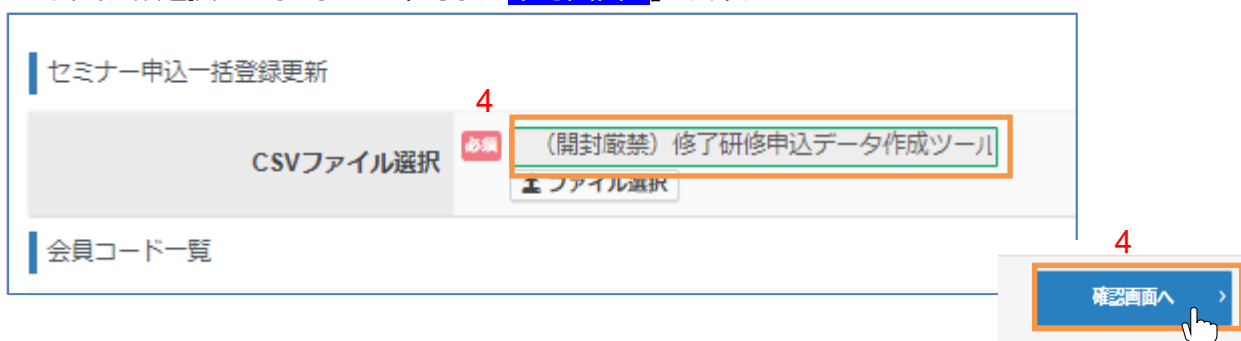 セミナー申込一括登録更新
4
CSVファイル選択
必須
（開封厳禁）修了研修申込データ作成ツール
ファイル選択
会員コード一覧
4
確認画面へ